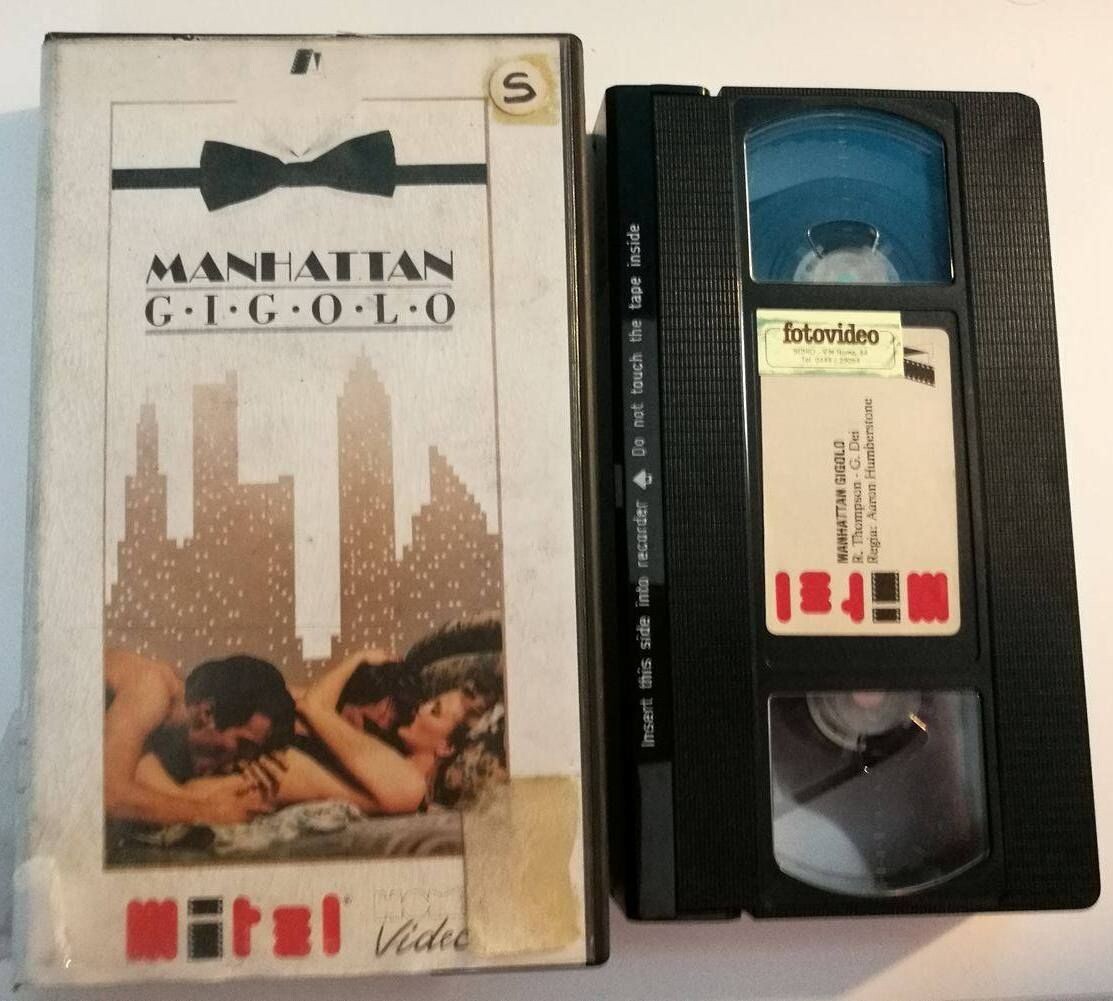 S
MANHATTAN
G·I·G·O·L·O
mitel
HOME
Video
Insert this side into recorder Do not touch the tape inside
fotovideo
MANHATTAN GIGOLO
R. Thompson - G. Dei
Regia: Aaron Humberstone
mitel